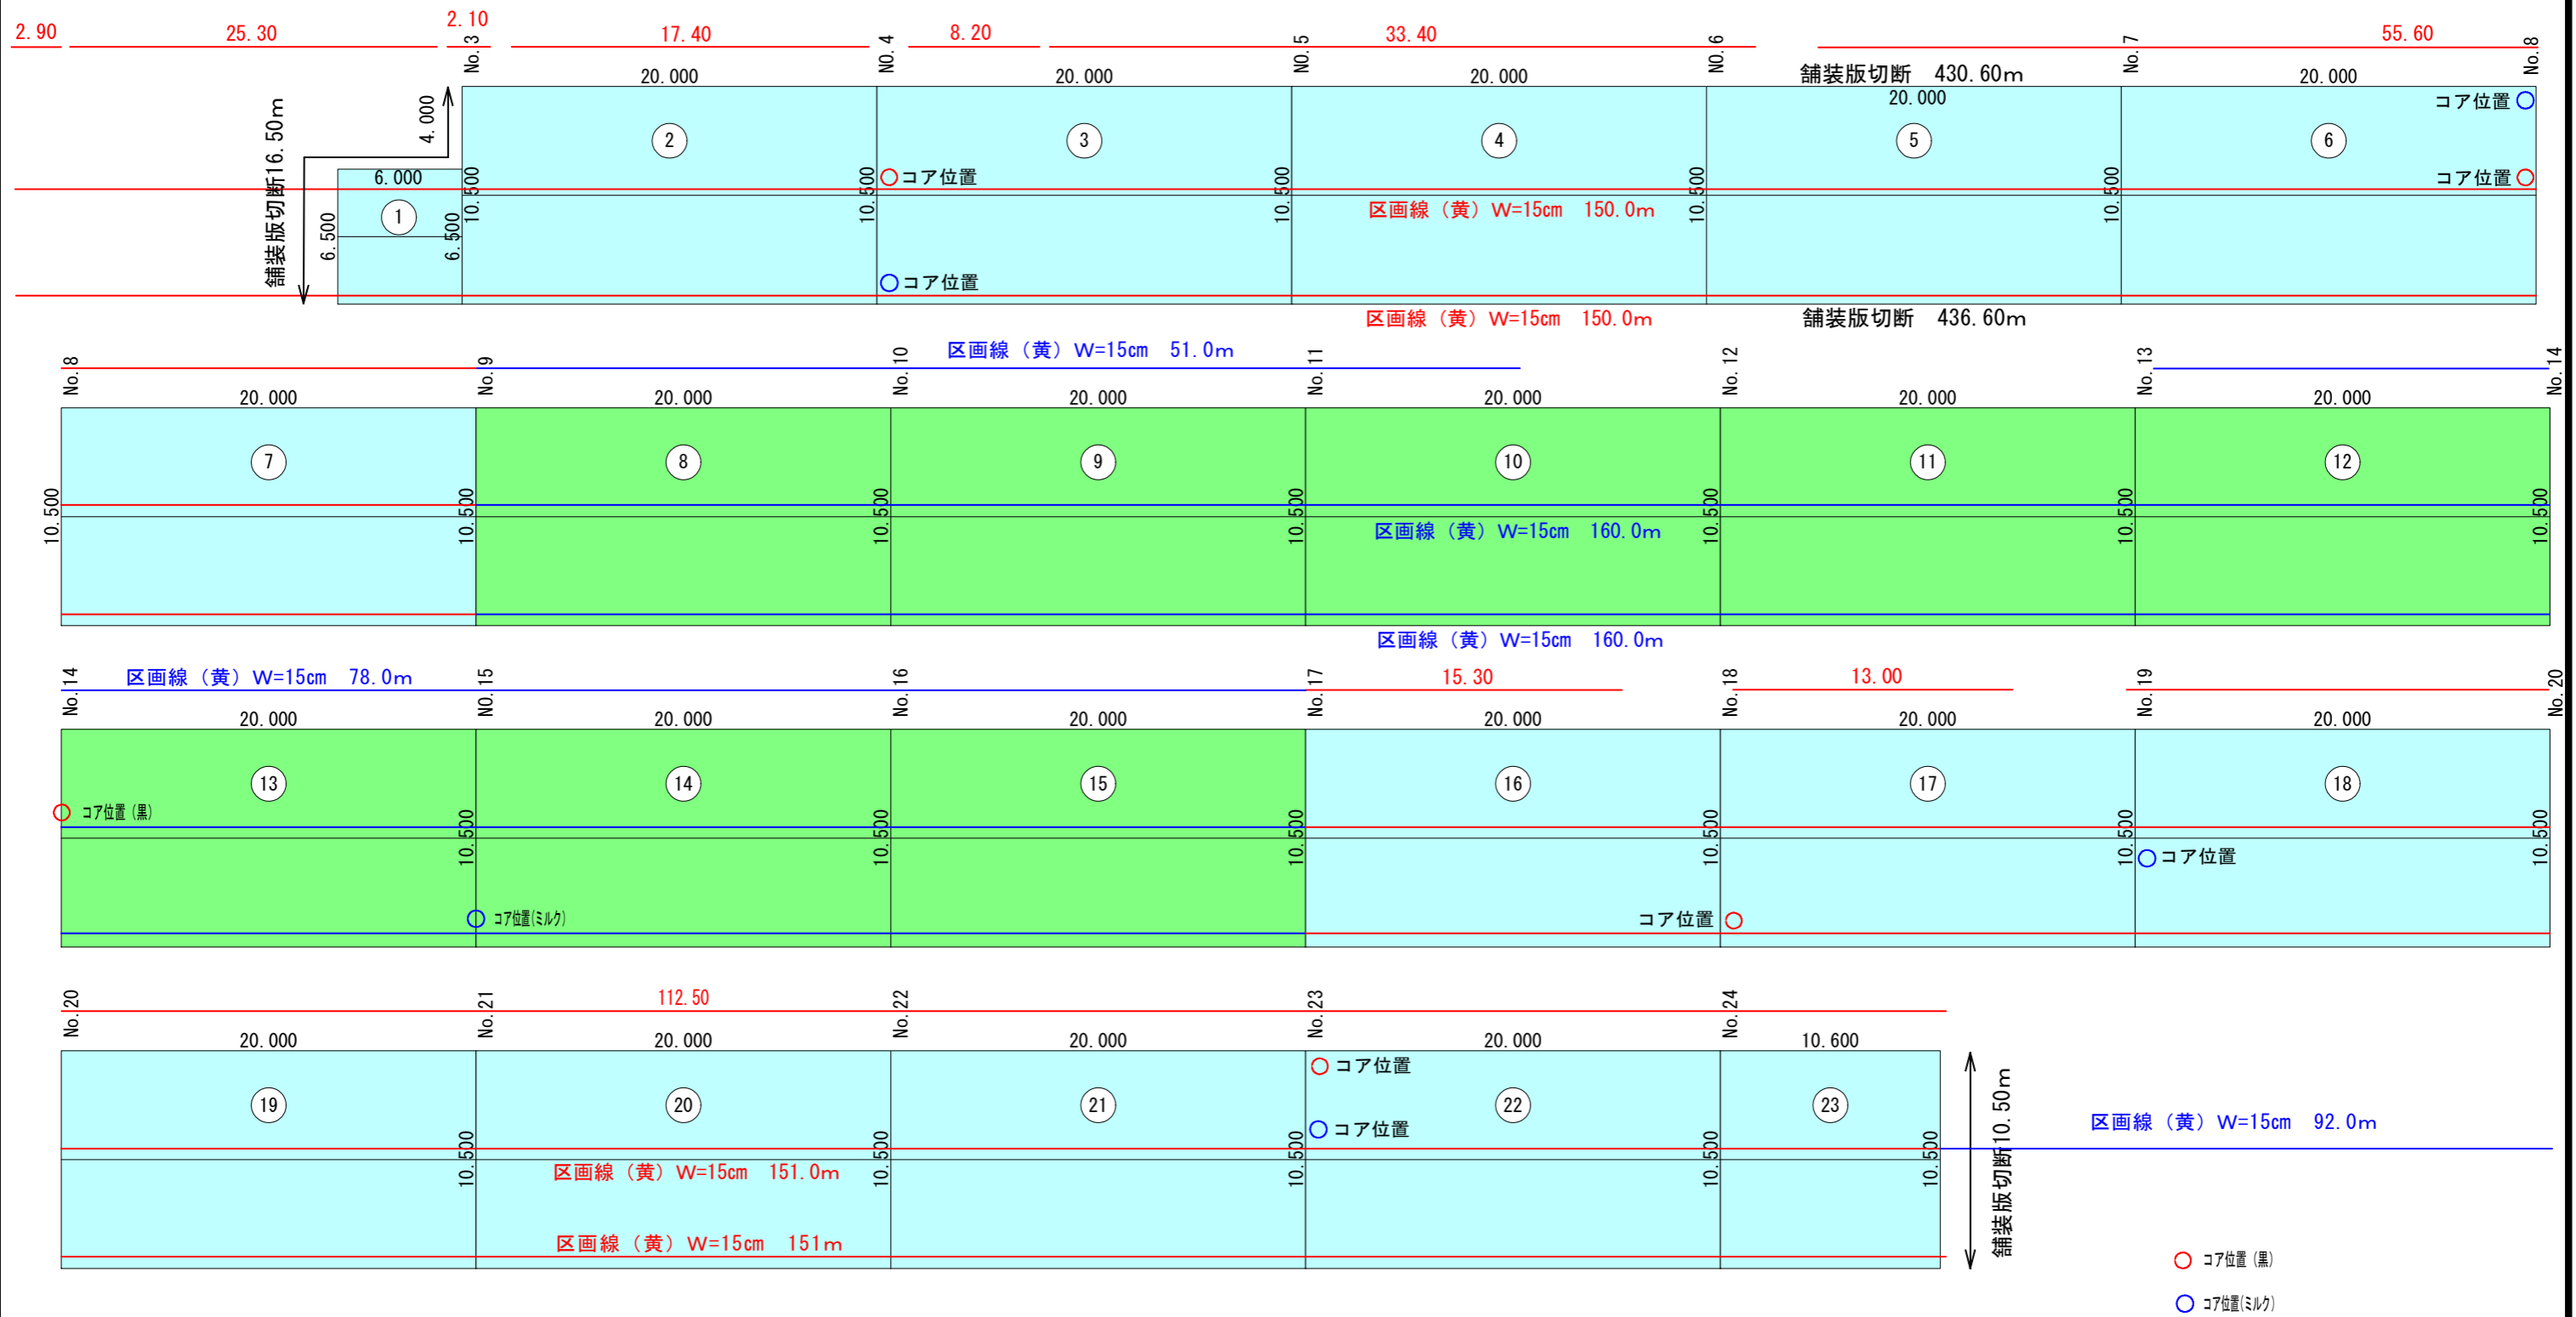 2.90
25.30
2.10
17.40
8.20
33.40
55.60
No.3
NO.4
NO.5
NO.6
No.7
No.8
20.000
20.000
20.000
舗装版切断 430.60m
20.000
20.000
舗装版切断16.50m
4.000
②
③
④
⑤
⑥
コア位置
6.000
10.500
10.500
コア位置
10.500
10.500
10.500
コア位置
①
6.500
6.500
区画線（黄）W=15㎝ 150.0m
コア位置
区画線（黄）W=15㎝ 150.0m
舗装版切断 436.60m
No.8
No.9
区画線（黄）W=15㎝ 51.0m
No.10
No.11
No.12
No.13
No.14
20.000
20.000
20.000
20.000
20.000
20.000
⑦
⑧
⑨
⑩
⑪
⑫
10.500
10.500
10.500
10.500
10.500
10.500
10.500
区画線（黄）W=15㎝ 160.0m
区画線（黄）W=15㎝ 160.0m
No.14
区画線（黄）W=15㎝ 78.0m
NO.15
No.16
No.17
15.30
No.18
13.00
No.19
No.20
20.000
20.000
20.000
20.000
20.000
20.000
⑬
⑭
⑮
⑯
⑰
⑱
コア位置（黒）
10.500
10.500
10.500
10.500
10.500
10.500
コア位置
コア位置(ミルク)
コア位置
No.20
No.21
112.50
No.22
No.23
No.24
20.000
20.000
20.000
20.000
10.600
コア位置
⑲
⑳
㉑
㉒
㉓
コア位置
10.500
10.500
10.500
10.500
10.500
舗装版切断10.50m
区画線（黄）W=15㎝ 92.0m
区画線（黄）W=15㎝ 151.0m
区画線（黄）W=15㎝ 151m
コア位置（黒）
コア位置(ミルク)